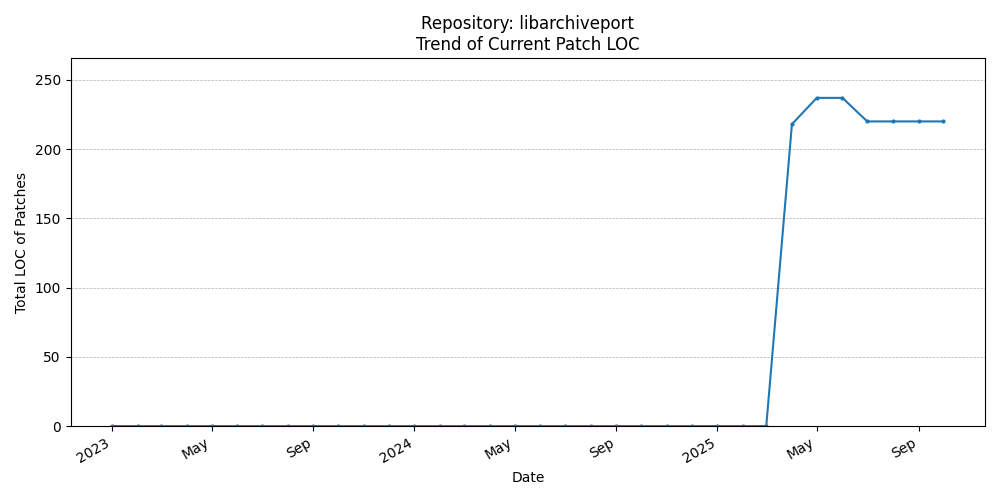 Repository: libarchiveport
Trend of Current Patch LOC
250
200
150
100
50
0
Total LOC of Patches
2023
May
Sep
2024
May
Sep
2025
May
Sep
Date